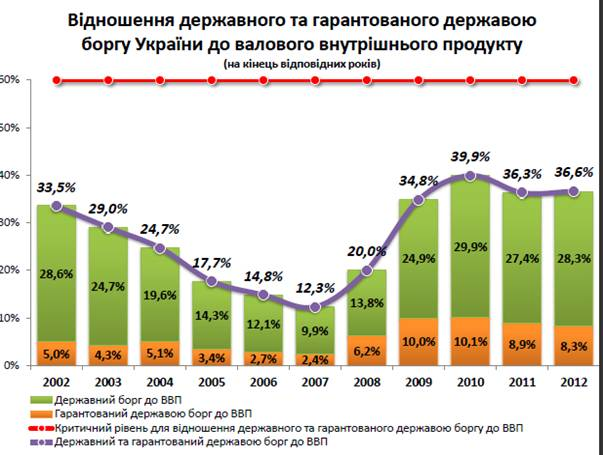 Відношення державного та гарантованого державою
боргу України до валового внутрішнього продукту
(на кінець відповідних років)
60%
50%
40%
30%
20%
10%
0%
33,5% 29,0% 24,7% 17,7% 14,8% 12,3% 20,0% 34,8% 39,9% 36,3% 36,6%
28,6% 24,7% 19,6% 14,3% 12,1% 9,9% 13,8% 24,9% 29,9% 27,4% 28,3%
5,0% 4,3% 5,1% 3,4% 2,7% 2,4% 6,2% 10,0% 10,1% 8,9% 8,3%
2002 2003 2004 2005 2006 2007 2008 2009 2010 2011 2012
Державний борг до ВВП
Гарантований державою борг до ВВП
Критичний рівень для відношення державного та гарантованого державою боргу до ВВП
Державний та гарантований державою борг до ВВП